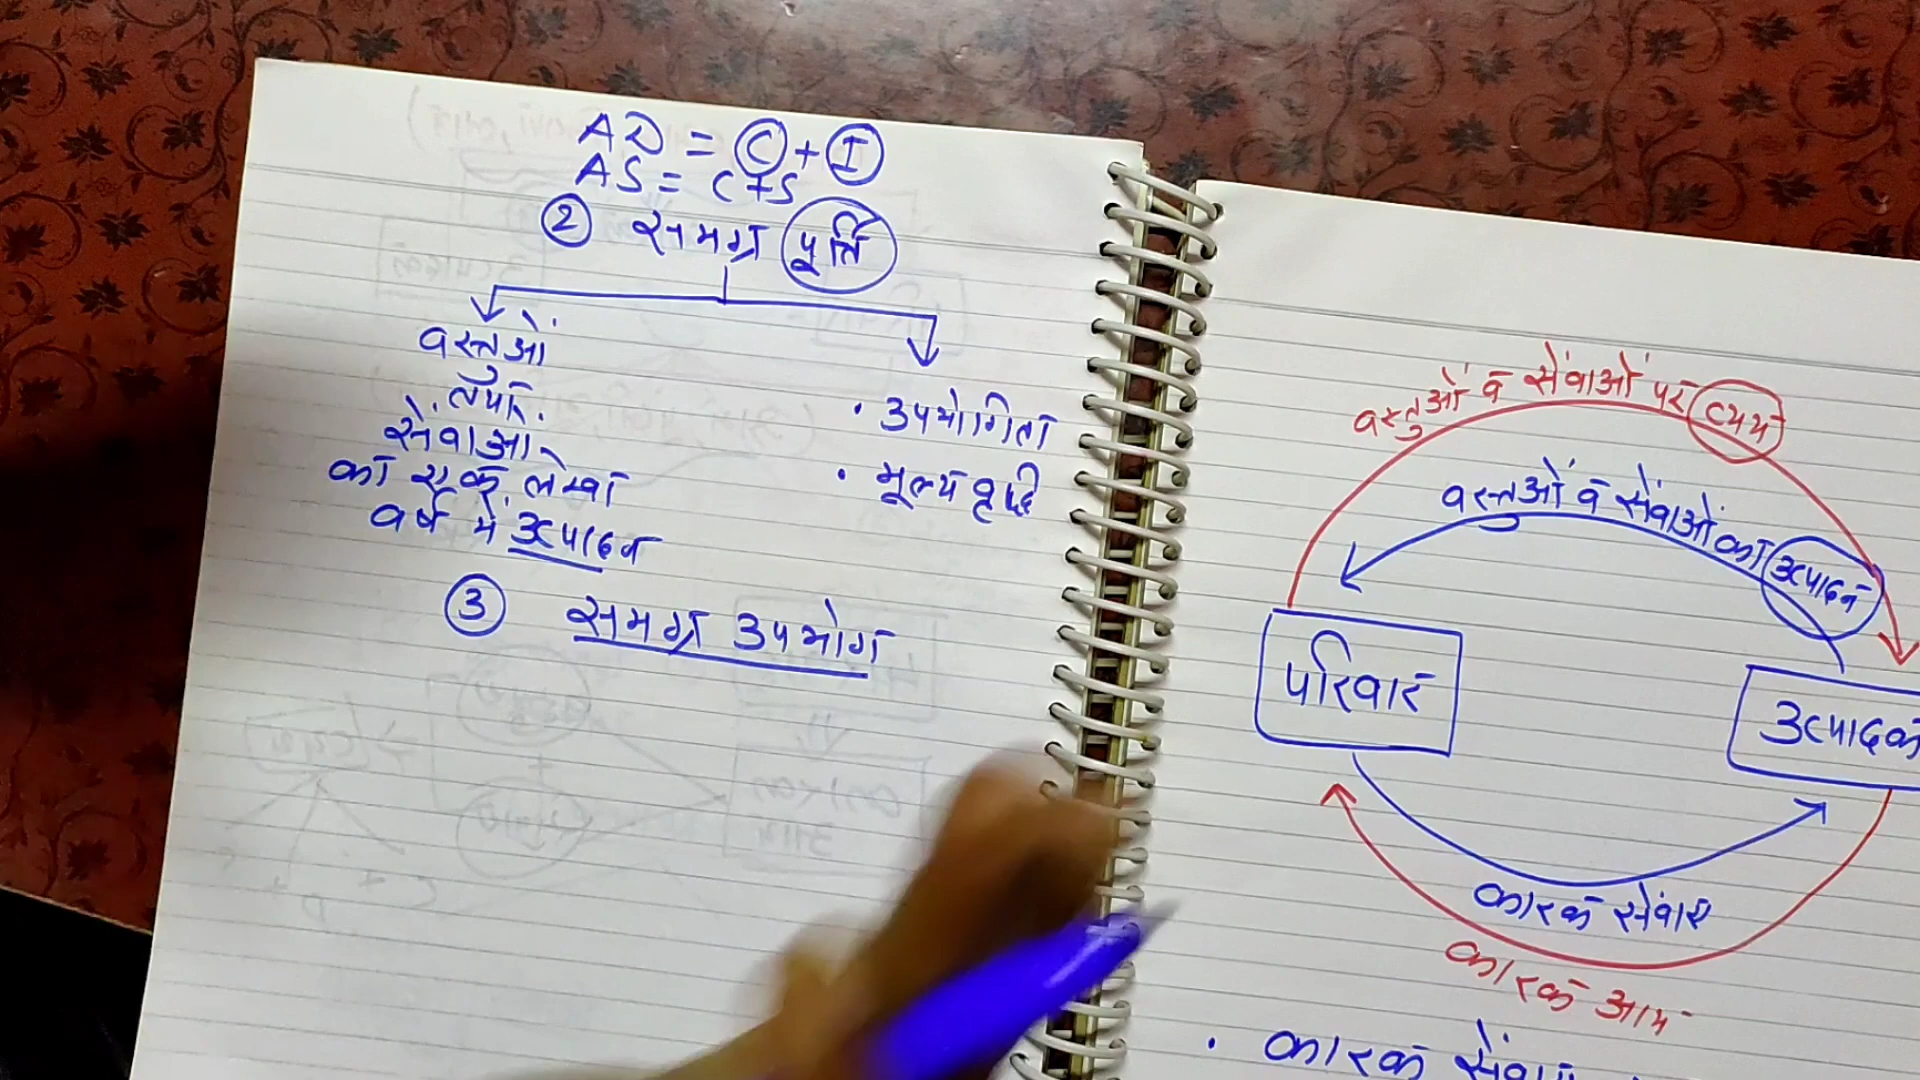 AD = C + I
AS = C+S
② समग्र पूर्ति
वस्तुओं
तथा
सेवाओं
का एक लेखा
वर्ष में उत्पादन
• उपयोगिता
• मूल्य वृद्धि
③ समग्र उपभोग
वस्तुओं व सेवाओं पर व्यय
वस्तुओं व सेवाओं का उत्पादन
परिवार
उत्पादक
कारक सेवाएं
कारक आय
• कारक सेवाएं